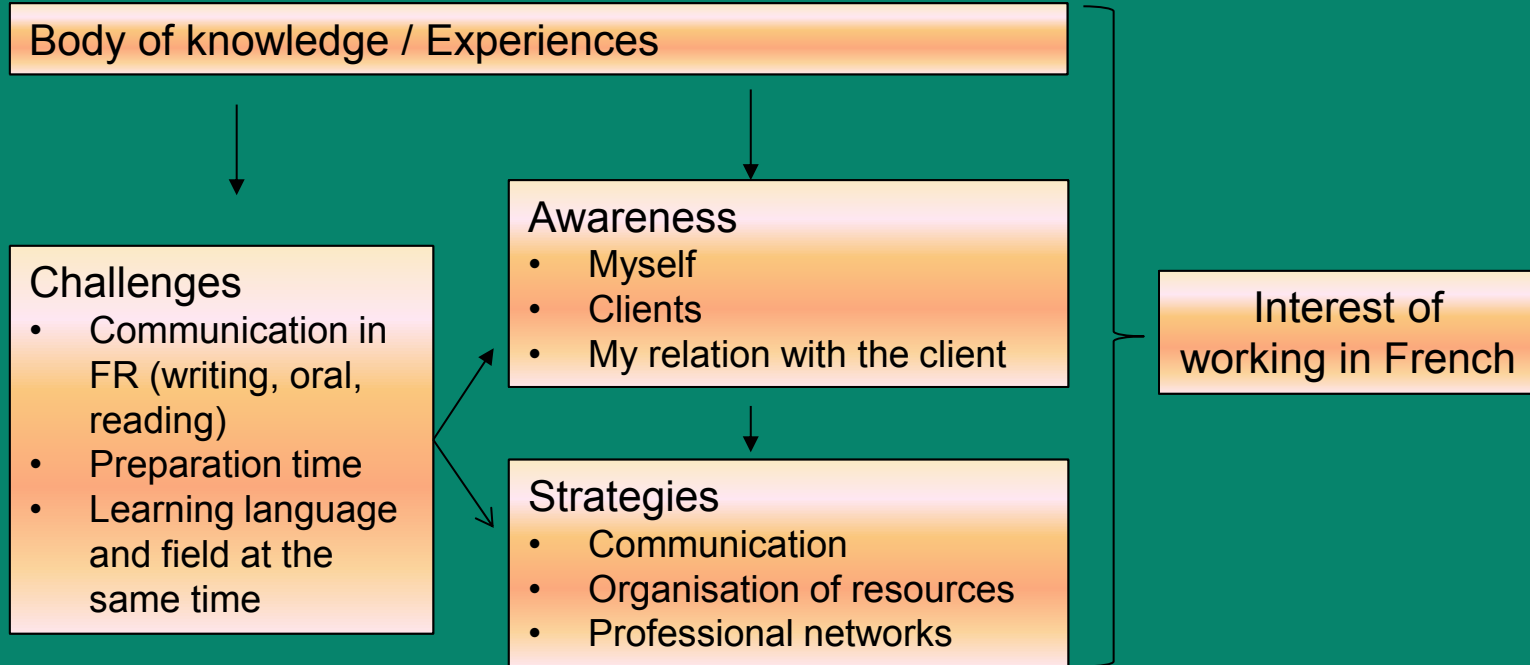 Body of knowledge / Experiences
Awareness
• Myself
• Clients
• My relation with the client
Challenges
• Communication in
FR (writing, oral,
reading)
• Preparation time
• Learning language
and field at the
same time
Strategies
• Communication
• Organisation of resources
• Professional networks
Interest of
working in French